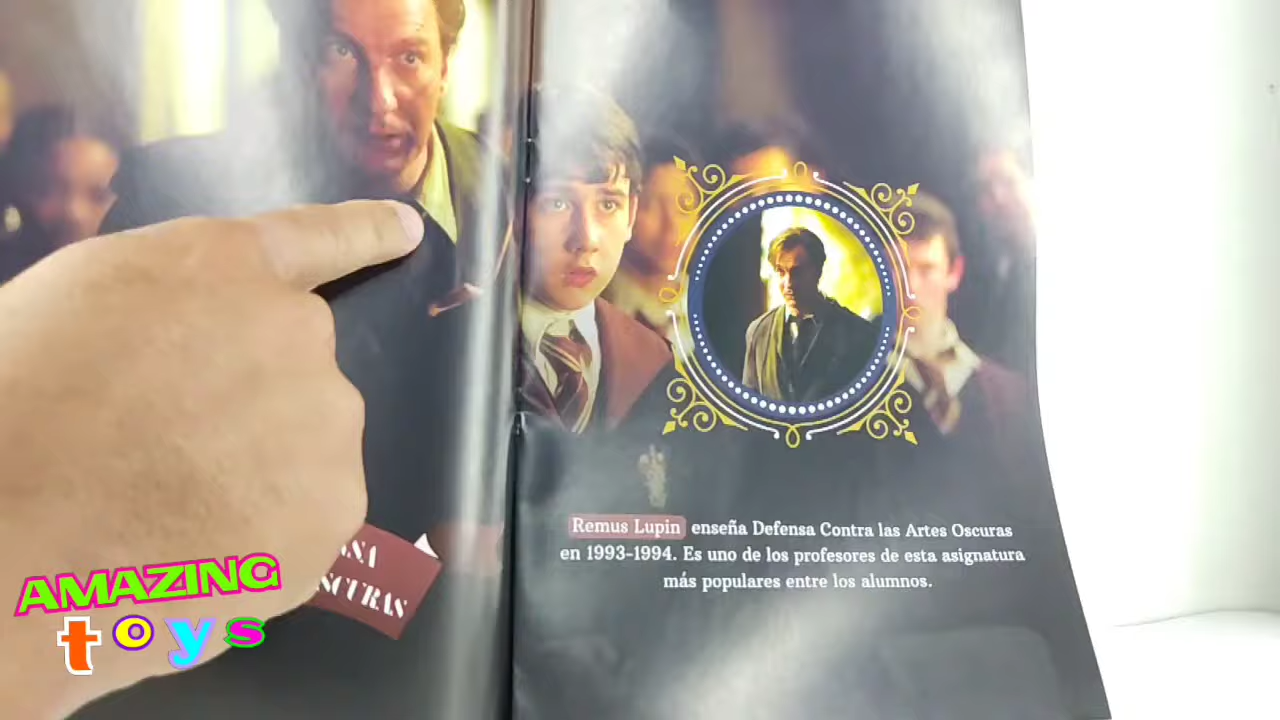 Remus Lupin enseña Defensa Contra las Artes Oscuras
en 1993-1994. Es uno de los profesores de esta asignatura
más populares entre los alumnos.
AMAZING
toys